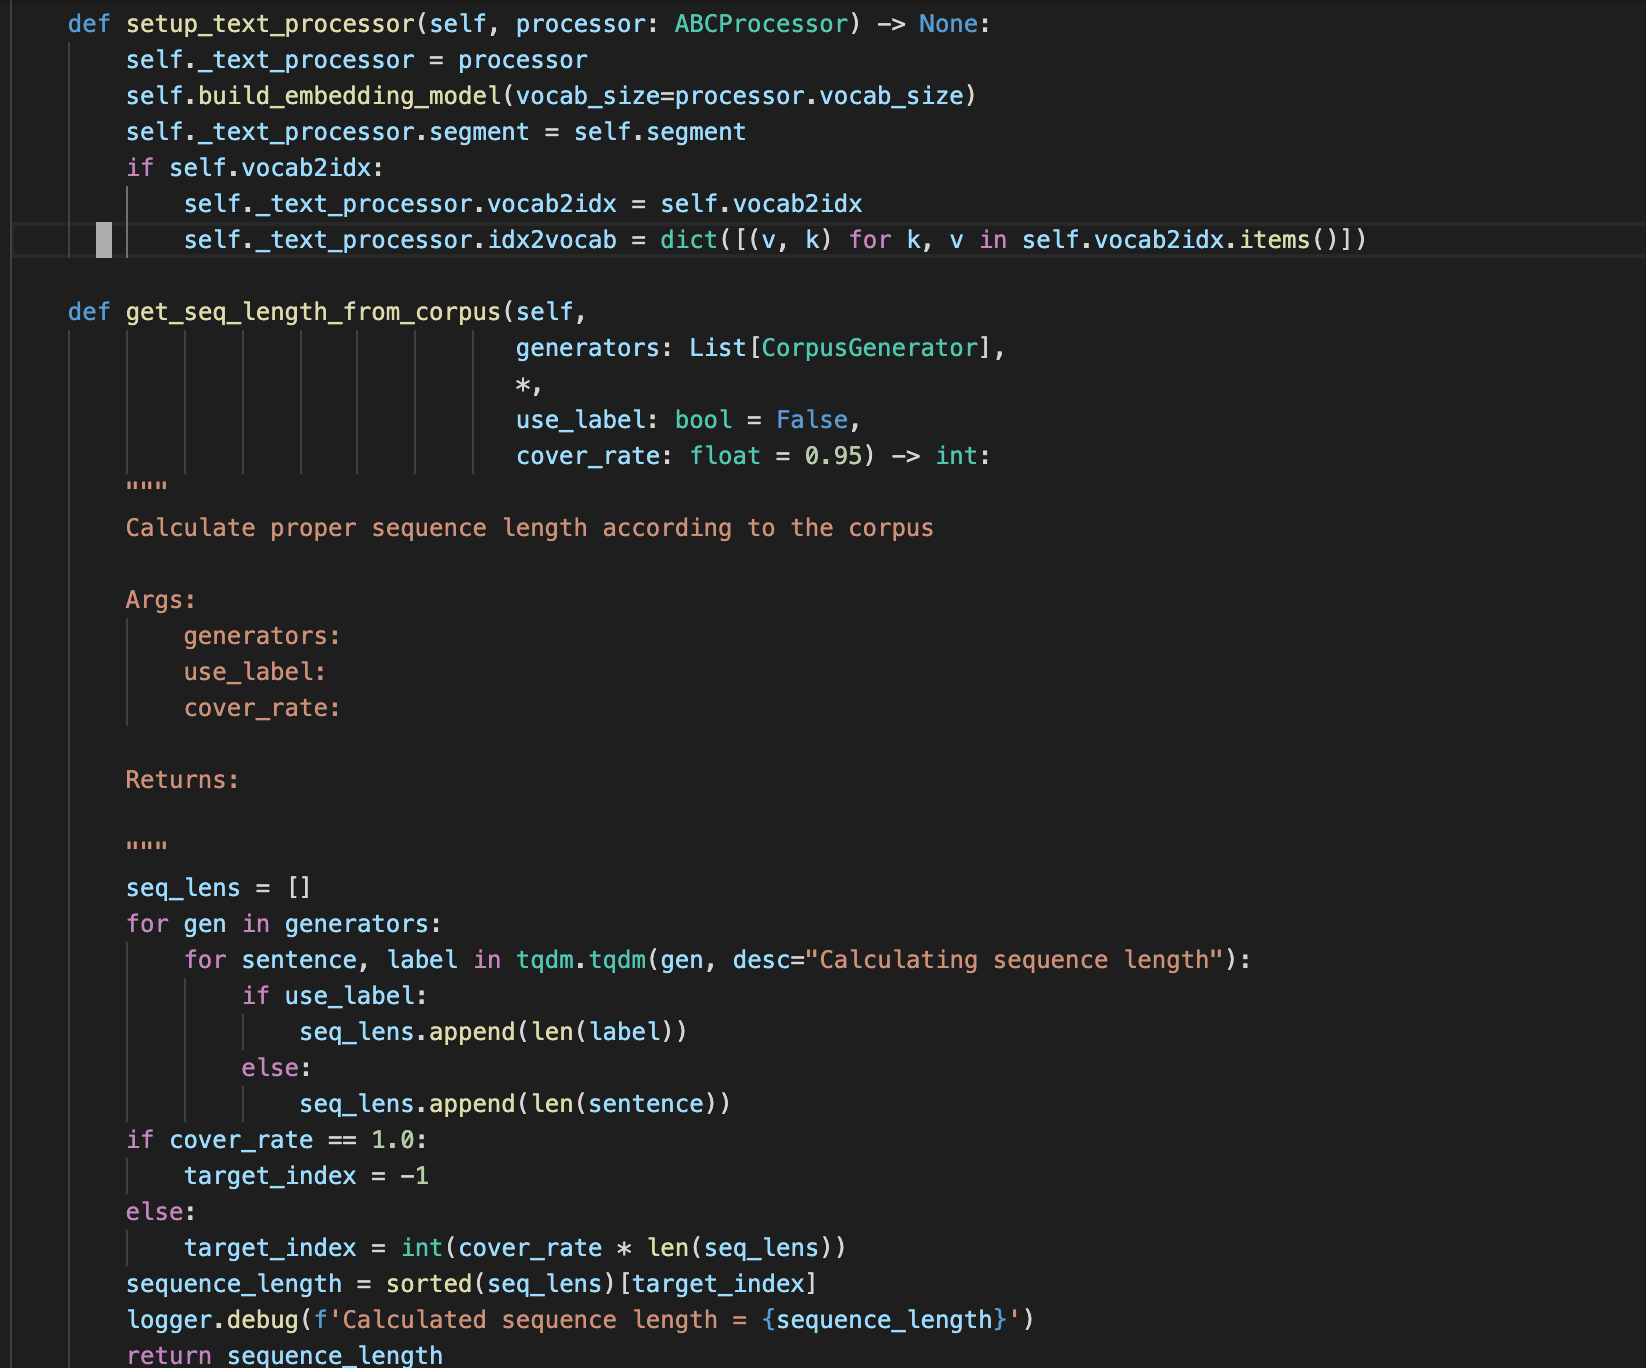 def setup_text_processor(self, processor: ABCProcessor) -> None:
    self._text_processor = processor
    self.build_embedding_model(vocab_size=processor.vocab_size)
    self._text_processor.segment = self.segment
    if self.vocab2idx:
        self._text_processor.vocab2idx = self.vocab2idx
        self._text_processor.idx2vocab = dict([(v, k) for k, v in self.vocab2idx.items()])

def get_seq_length_from_corpus(self,
                               generators: List[CorpusGenerator],
                               *,
                               use_label: bool = False,
                               cover_rate: float = 0.95) -> int:
    """
    Calculate proper sequence length according to the corpus

    Args:
        generators:
        use_label:
        cover_rate:

    Returns:

    """
    seq_lens = []
    for gen in generators:
        for sentence, label in tqdm.tqdm(gen, desc="Calculating sequence length"):
            if use_label:
                seq_lens.append(len(label))
            else:
                seq_lens.append(len(sentence))
    if cover_rate == 1.0:
        target_index = -1
    else:
        target_index = int(cover_rate * len(seq_lens))
    sequence_length = sorted(seq_lens)[target_index]
    logger.debug(f'Calculated sequence length = {sequence_length}')
    return sequence_length